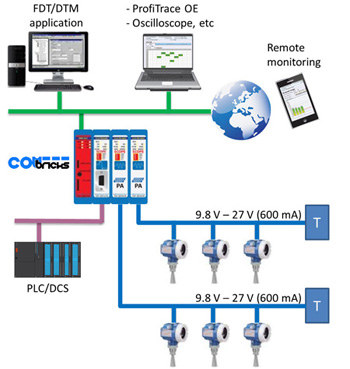 FDT/DTM
application
- ProfiTrace OE
- Oscilloscope, etc
Remote
monitoring
COMbricks
PA
PA
9.8 V – 27 V (600 mA)
T
PLC/DCS
9.8 V – 27 V (600 mA)
T